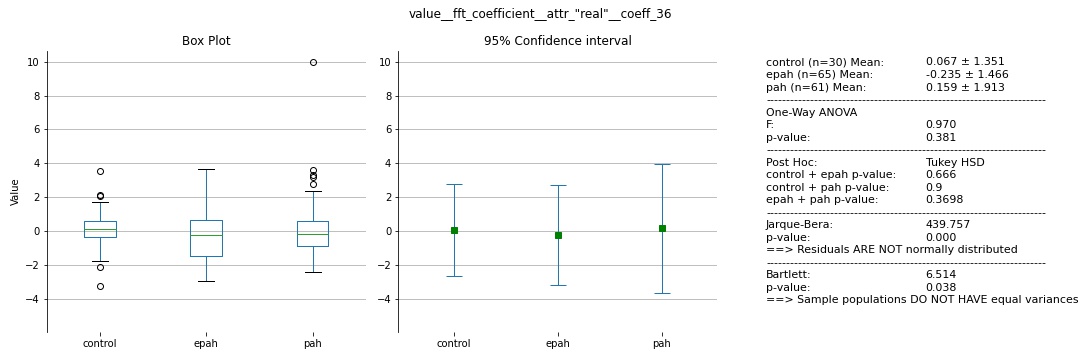 value__fft_coefficient__attr_"real"__coeff_36
Box Plot
Value
10
8
6
4
2
0
−2
−4
control epah pah
95% Confidence interval
10
8
6
4
2
0
−2
−4
control epah pah
control (n=30) Mean: 0.067 ± 1.351
epah (n=65) Mean: -0.235 ± 1.466
pah (n=61) Mean: 0.159 ± 1.913
One-Way ANOVA
F: 0.970
p-value: 0.381
Post Hoc: Tukey HSD
control + epah p-value: 0.666
control + pah p-value: 0.9
epah + pah p-value: 0.3698
Jarque-Bera: 439.757
p-value: 0.000
==> Residuals ARE NOT normally distributed
Bartlett: 6.514
p-value: 0.038
==> Sample populations DO NOT HAVE equal variances